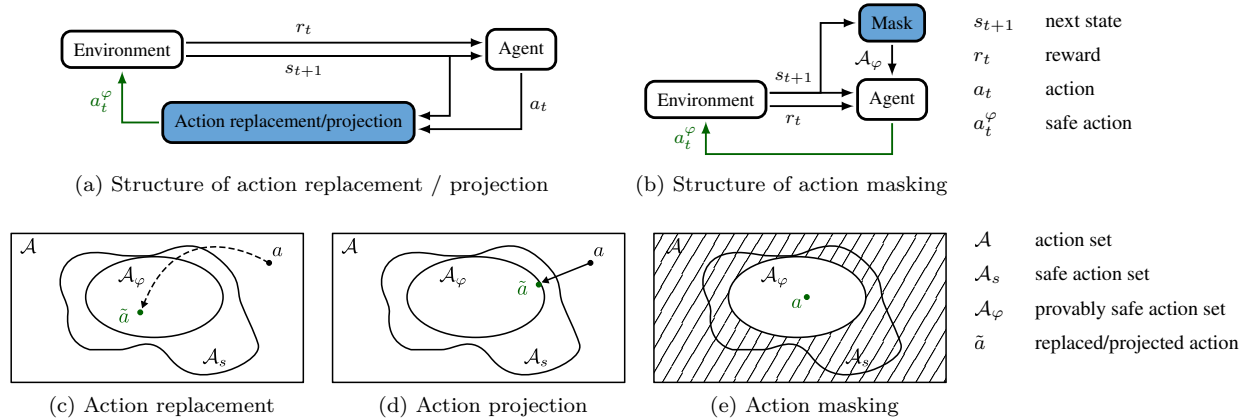 Environment
r_t
s_{t+1}
Agent
a_t^φ
Action replacement/projection
a_t
(a) Structure of action replacement / projection
Mask
𝒜_φ
s_{t+1}
Environment
r_t
Agent
a_t^φ
(b) Structure of action masking
s_{t+1} next state
r_t reward
a_t action
a_t^φ safe action
𝒜
a
𝒜_φ
ã
𝒜_s
(c) Action replacement
𝒜
a
𝒜_φ
ã
𝒜_s
(d) Action projection
𝒜
𝒜_φ
a
𝒜_s
(e) Action masking
𝒜 action set
𝒜_s safe action set
𝒜_φ provably safe action set
ã replaced/projected action